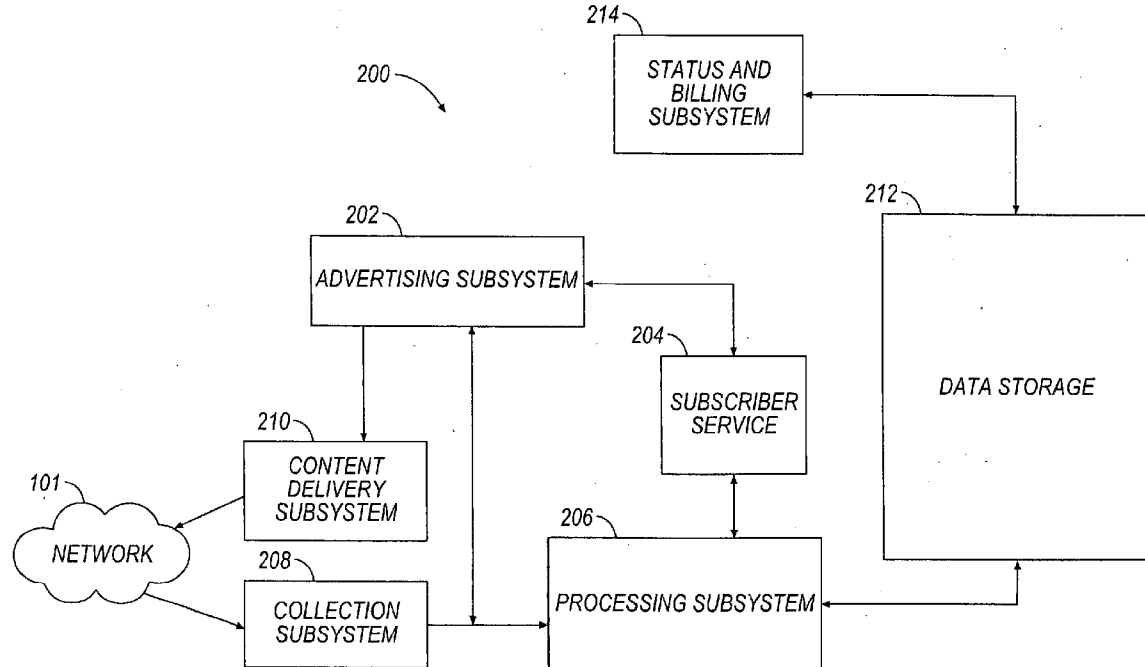 214
STATUS AND
BILLING
SUBSYSTEM
200
212
DATA STORAGE
202
ADVERTISING SUBSYSTEM
204
SUBSCRIBER
SERVICE
210
CONTENT
DELIVERY
SUBSYSTEM
101
NETWORK
206
PROCESSING SUBSYSTEM
208
COLLECTION
SUBSYSTEM